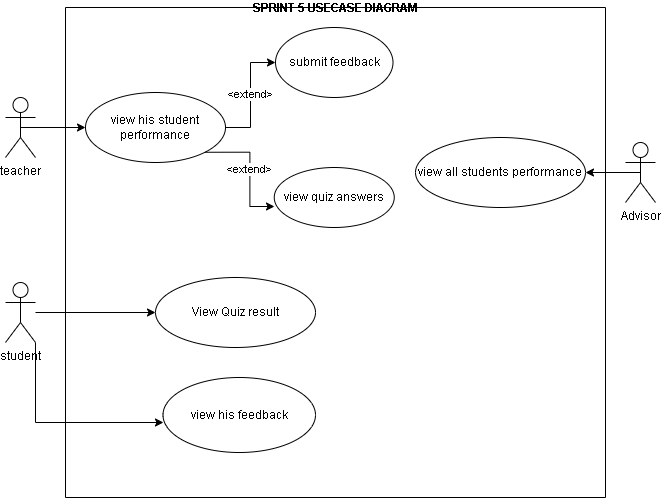 SPRINT 5 USECASE DIAGRAM
submit feedback
<extend>
view his student
performance
teacher
<extend>
view quiz answers
view all students performance
Advisor
View Quiz result
student
view his feedback